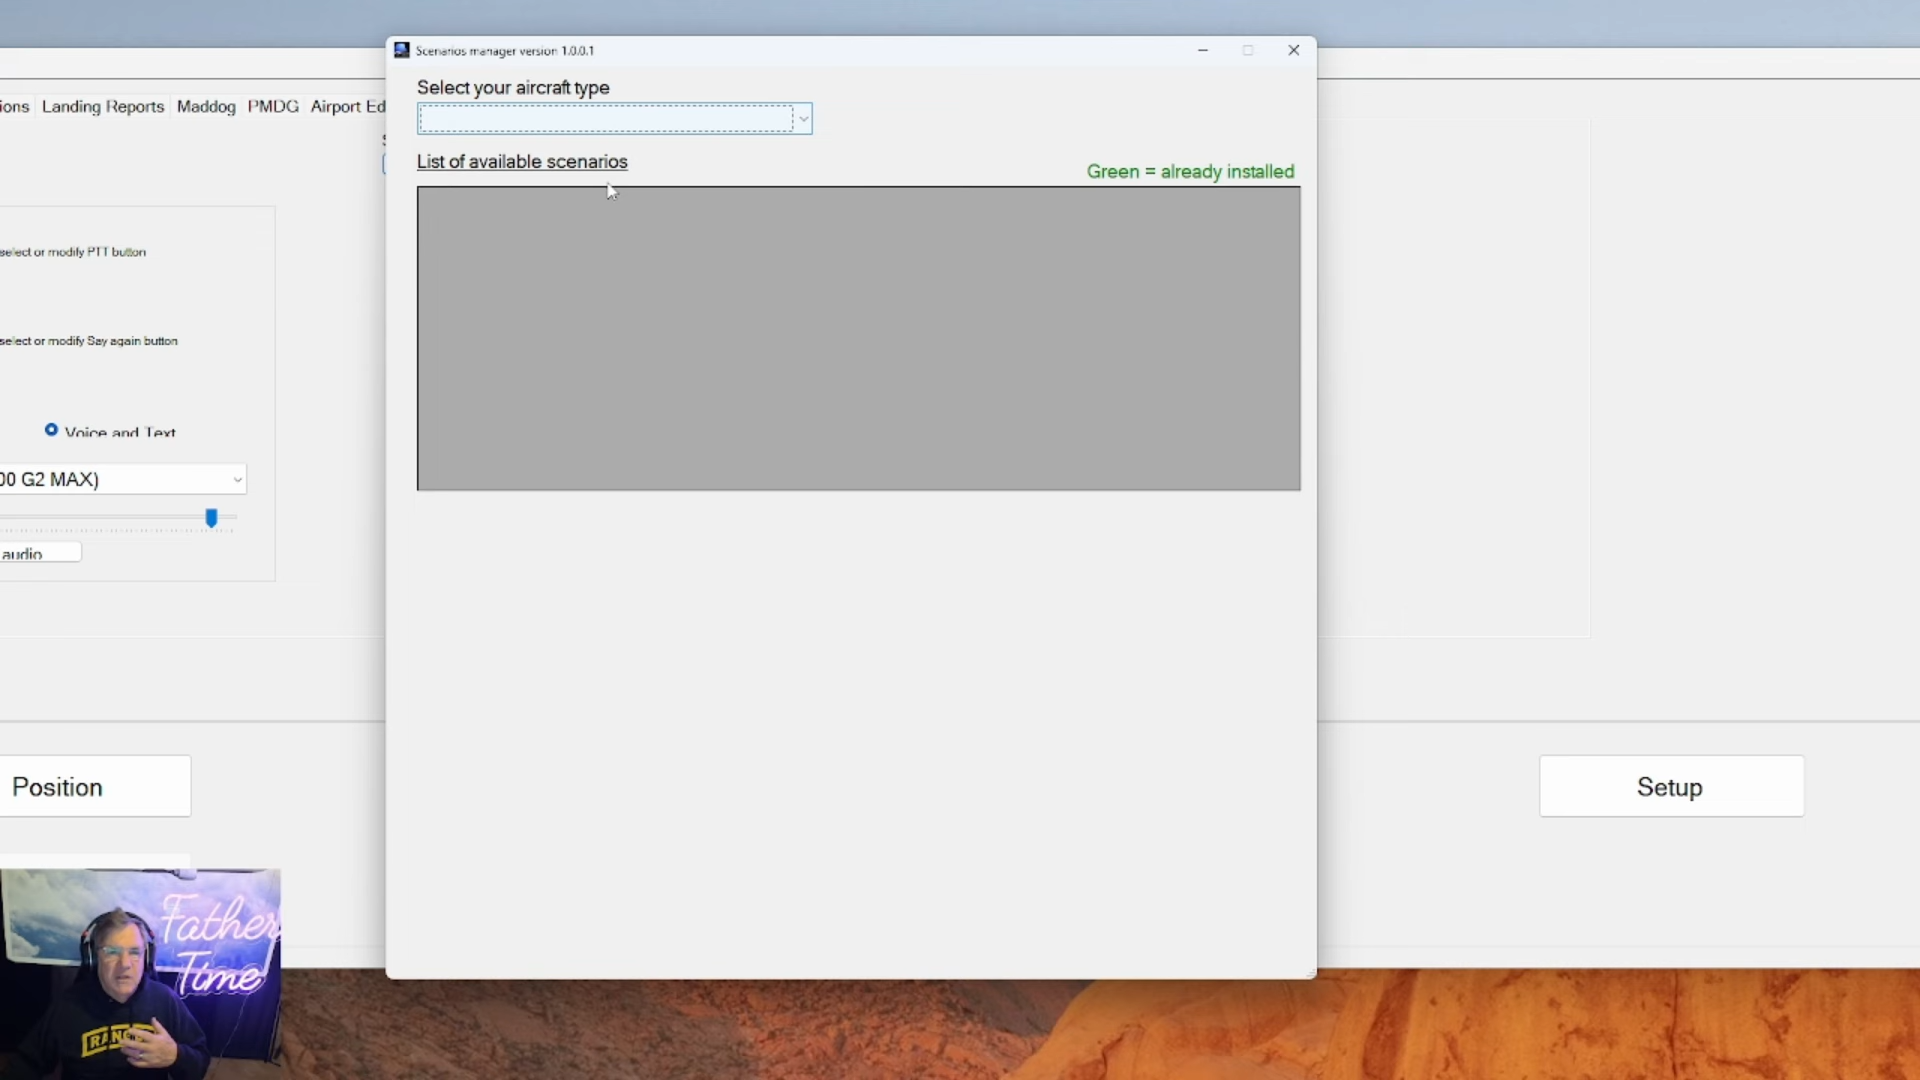 Scenarios manager version 1.0.0.1
Select your aircraft type
List of available scenarios
Green = already installed
ions Landing Reports Maddog PMDG Airport Ed
select or modify PTT button
select or modify Say again button
Voice and Text
00 G2 MAX)
audio
Position
Setup
Father
Time